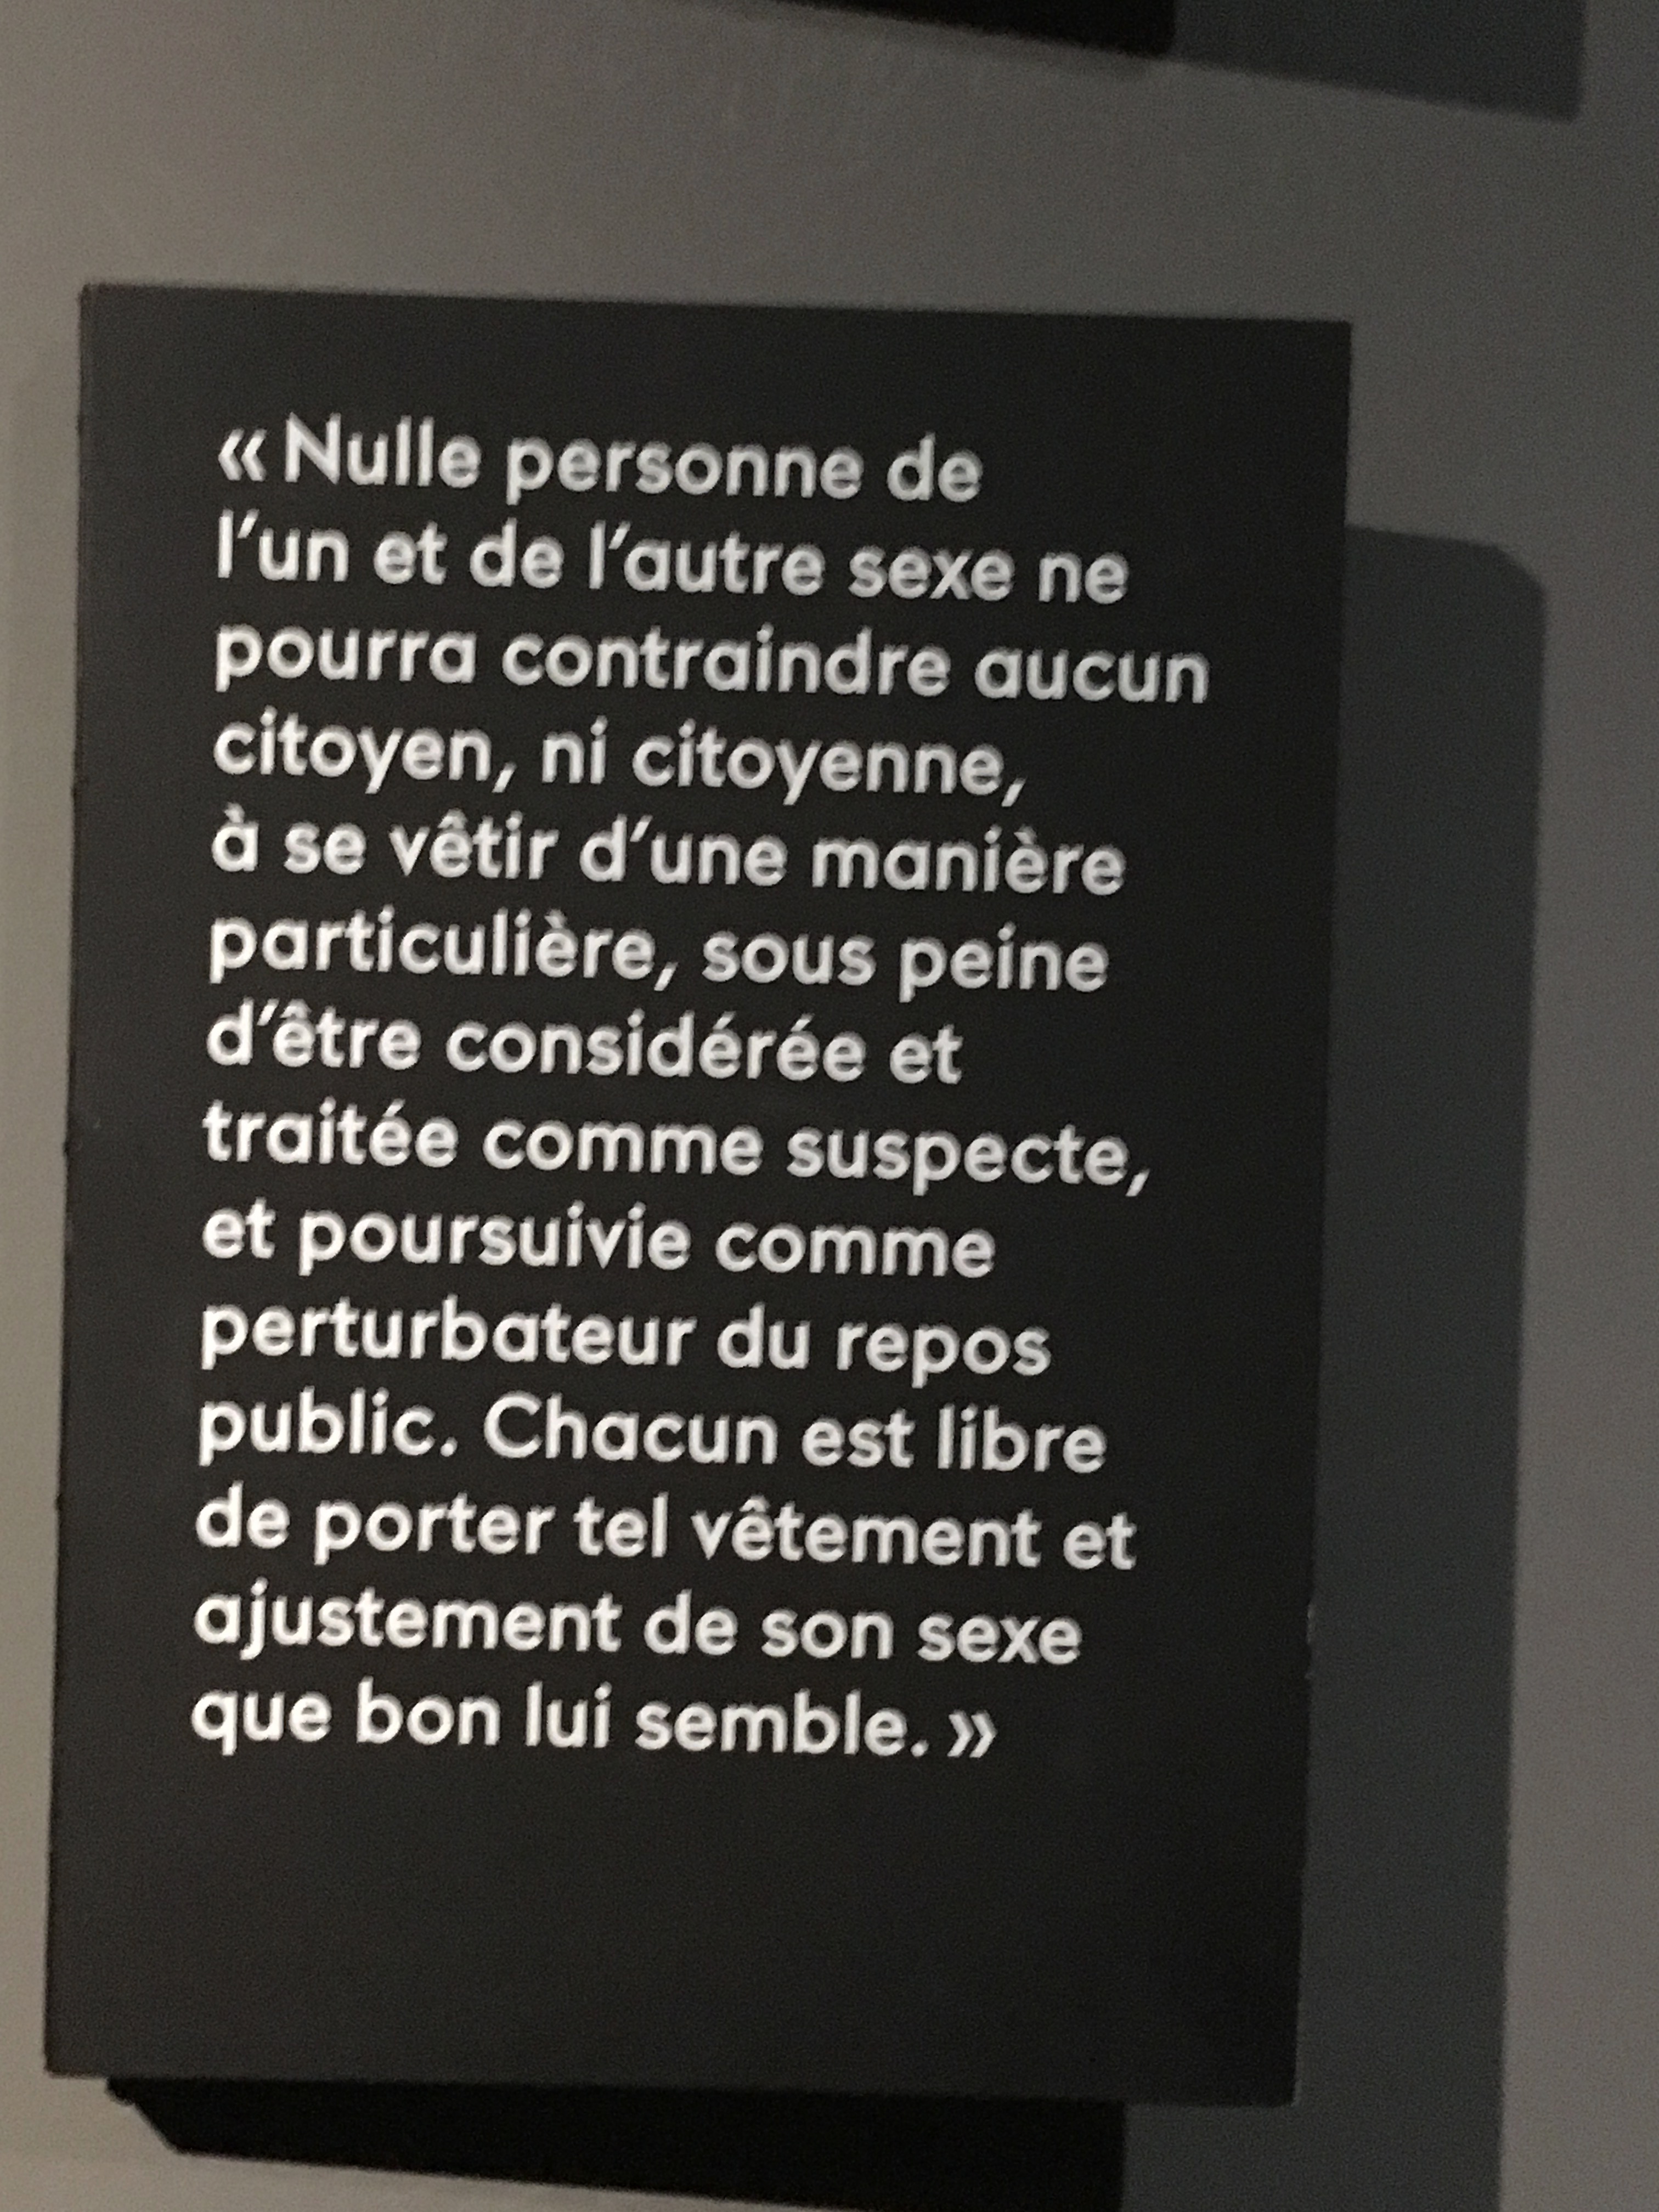 « Nulle personne de
l'un et de l'autre sexe ne
pourra contraindre aucun
citoyen, ni citoyenne,
à se vêtir d'une manière
particulière, sous peine
d'être considérée et
traitée comme suspecte,
et poursuivie comme
perturbateur du repos
public. Chacun est libre
de porter tel vêtement et
ajustement de son sexe
que bon lui semble. »